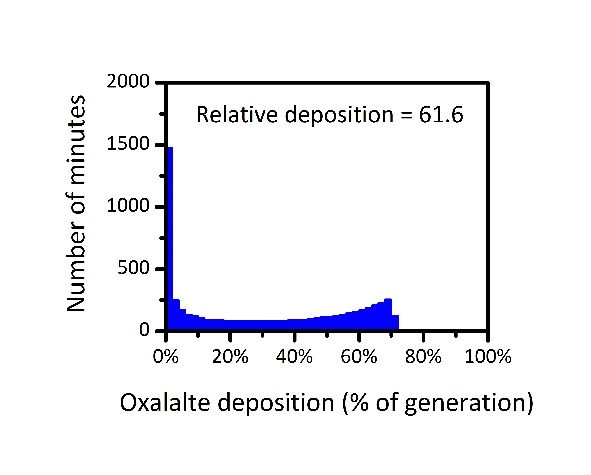 2000
Relative deposition = 61.6
1500
1000
500
0
Number of minutes
0% 20% 40% 60% 80% 100%
Oxalalte deposition (% of generation)